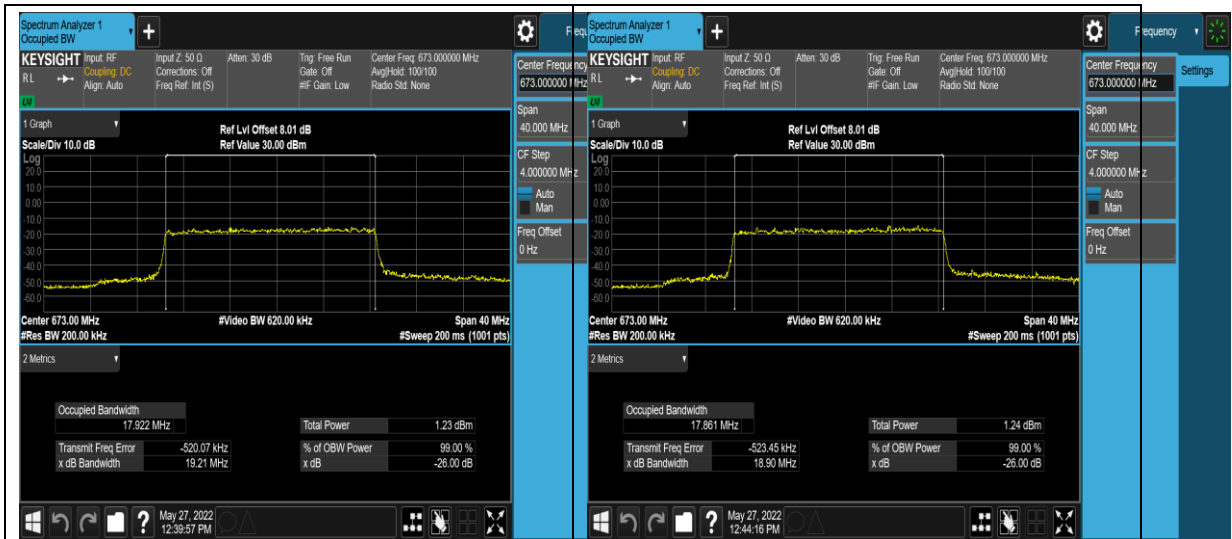 Spectrum Analyzer 1
Occupied BW
+
KEYSIGHT Input: RF
R L
Coupling: DC
Align: Auto
LXI
Input Z: 50 Ω
Corrections: Off
Freq Ref: Int (S)
Atten: 30 dB
Trig: Free Run
Gate: Off
#IF Gain: Low
Center Freq: 673.000000 MHz
Avg|Hold: 100/100
Radio Std: None
1 Graph
Scale/Div 10.0 dB
Ref Lvl Offset 8.01 dB
Ref Value 30.00 dBm
Log
20.0
10.0
0.00
-10.0
-20.0
-30.0
-40.0
-50.0
-60.0
Center 673.00 MHz
#Res BW 200.00 kHz
#Video BW 620.00 kHz
Span 40 MHz
#Sweep 200 ms (1001 pts)
2 Metrics
Occupied Bandwidth
17.922 MHz
Total Power 1.23 dBm
Transmit Freq Error -520.07 kHz
% of OBW Power 99.00 %
x dB Bandwidth 19.21 MHz
x dB -26.00 dB
?
May 27, 2022
12:39:57 PM
Center Frequency
673.000000 MHz
Span
40.000 MHz
CF Step
4.000000 MHz
Auto
Man
Freq Offset
0 Hz
Spectrum Analyzer 1
Occupied BW
+
KEYSIGHT Input: RF
R L
Coupling: DC
Align: Auto
LXI
Input Z: 50 Ω
Corrections: Off
Freq Ref: Int (S)
Atten: 30 dB
Trig: Free Run
Gate: Off
#IF Gain: Low
Center Freq: 673.000000 MHz
Avg|Hold: 100/100
Radio Std: None
1 Graph
Scale/Div 10.0 dB
Ref Lvl Offset 8.01 dB
Ref Value 30.00 dBm
Log
20.0
10.0
0.00
-10.0
-20.0
-30.0
-40.0
-50.0
-60.0
Center 673.00 MHz
#Res BW 200.00 kHz
#Video BW 620.00 kHz
Span 40 MHz
#Sweep 200 ms (1001 pts)
2 Metrics
Occupied Bandwidth
17.861 MHz
Total Power 1.24 dBm
Transmit Freq Error -523.45 kHz
% of OBW Power 99.00 %
x dB Bandwidth 18.90 MHz
x dB -26.00 dB
?
May 27, 2022
12:44:16 PM
Frequency
Center Frequency
673.000000 MHz
Settings
Span
40.000 MHz
CF Step
4.000000 MHz
Auto
Man
Freq Offset
0 Hz